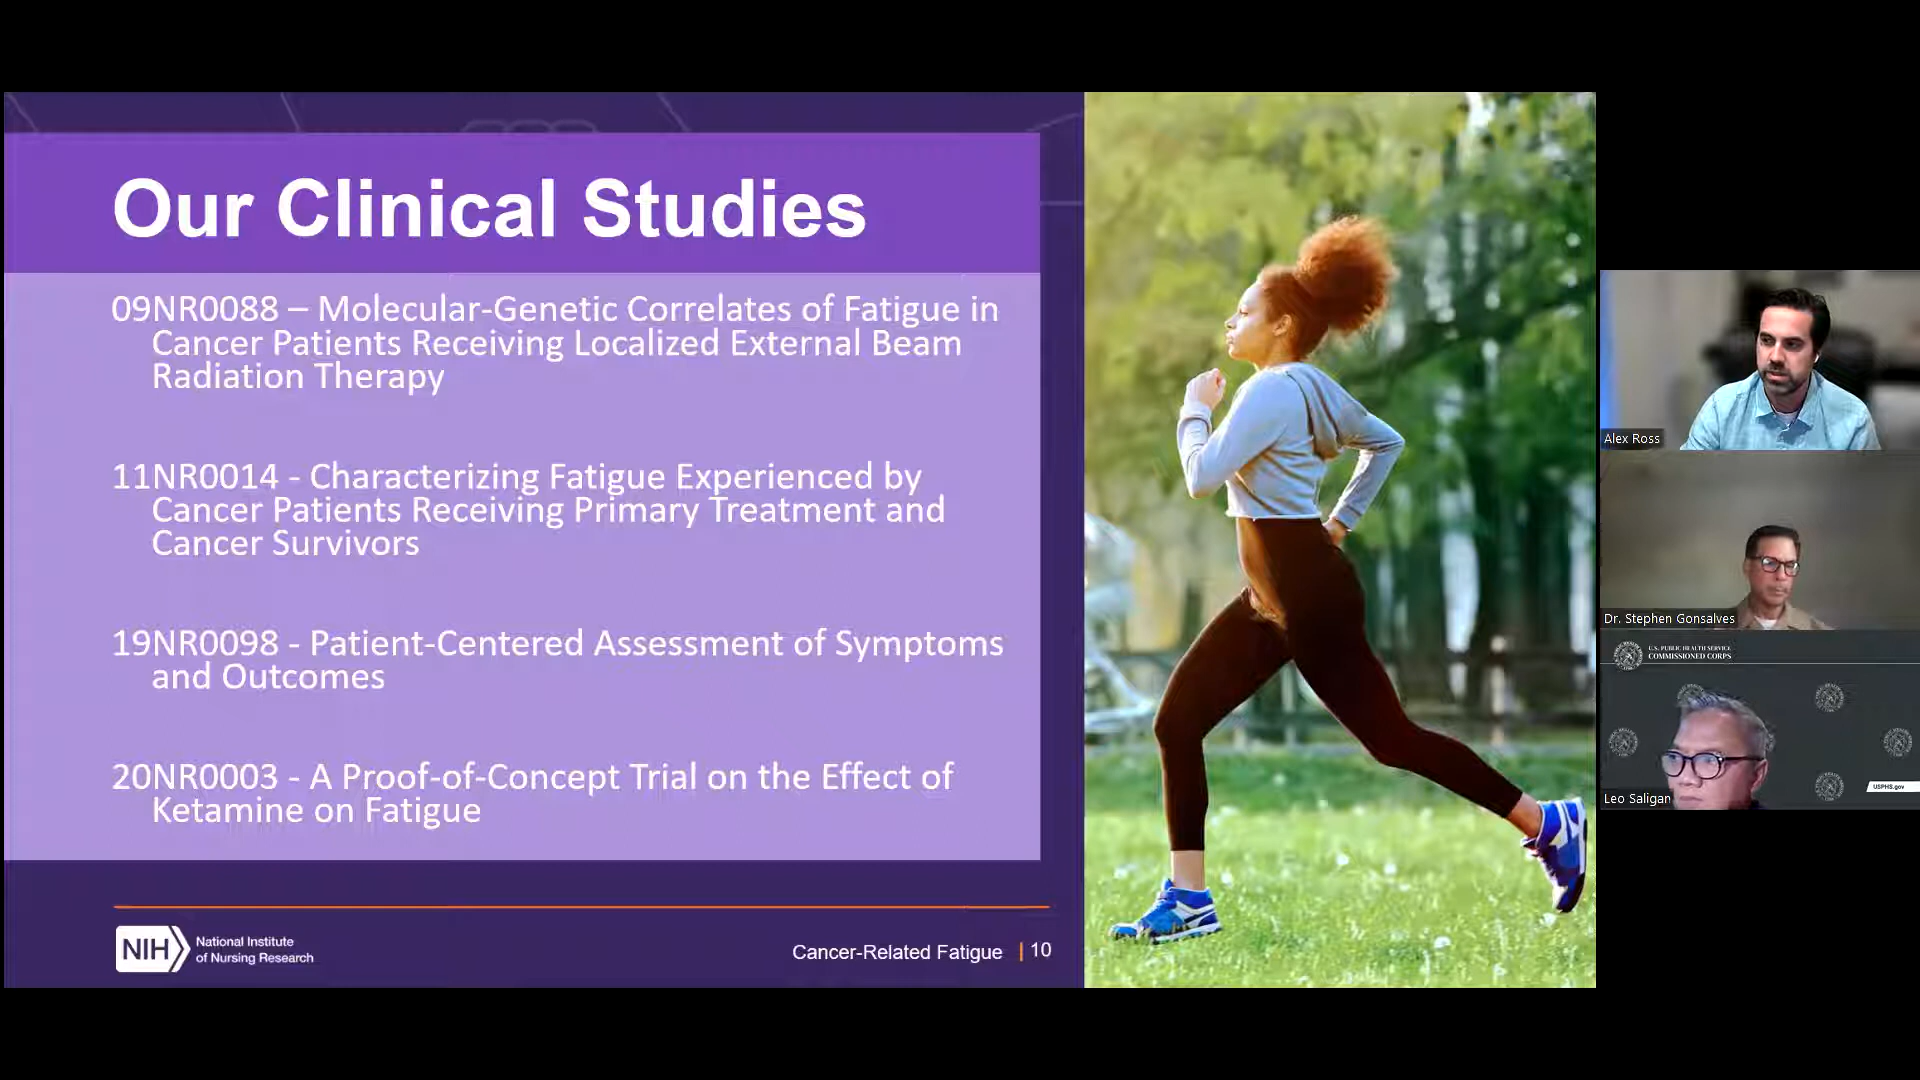 Our Clinical Studies
09NR0088 – Molecular-Genetic Correlates of Fatigue in
Cancer Patients Receiving Localized External Beam
Radiation Therapy
11NR0014 - Characterizing Fatigue Experienced by
Cancer Patients Receiving Primary Treatment and
Cancer Survivors
19NR0098 - Patient-Centered Assessment of Symptoms
and Outcomes
20NR0003 - A Proof-of-Concept Trial on the Effect of
Ketamine on Fatigue
NIH National Institute
of Nursing Research
Cancer-Related Fatigue | 10
Alex Ross
Dr. Stephen Gonsalves
U.S. PUBLIC HEALTH SERVICE
COMMISSIONED CORPS
USPHS.gov
Leo Saligan